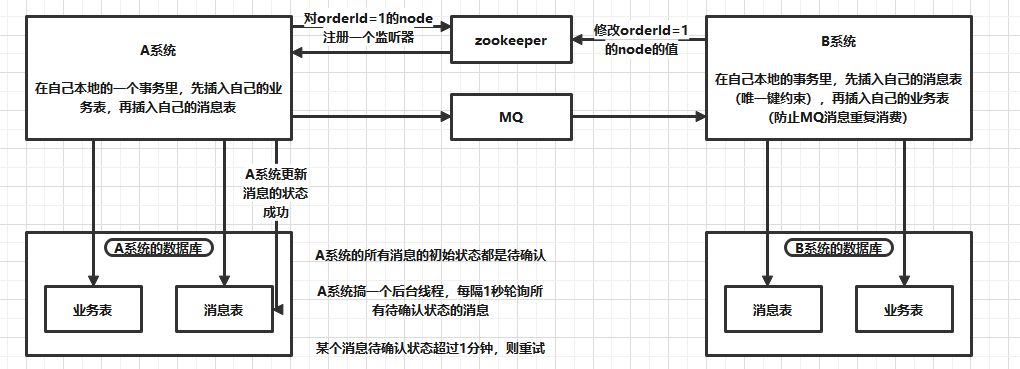 A系统
在自己本地的一个事务里，先插入自己的业
务表，再插入自己的消息表
对orderId=1的node
注册一个监听器
zookeeper
修改orderId=1
的node的值
B系统
在自己本地的事务里，先插入自己的消息表
（唯一键约束），再插入自己的业务表
（防止MQ消息重复消费）
MQ
A系统更新
消息的状态
成功
A系统的数据库
业务表
消息表
A系统的所有消息的初始状态都是待确认
A系统搞一个后台线程，每隔1秒轮询所
有待确认状态的消息
某个消息待确认状态超过1分钟，则重试
B系统的数据库
消息表
业务表